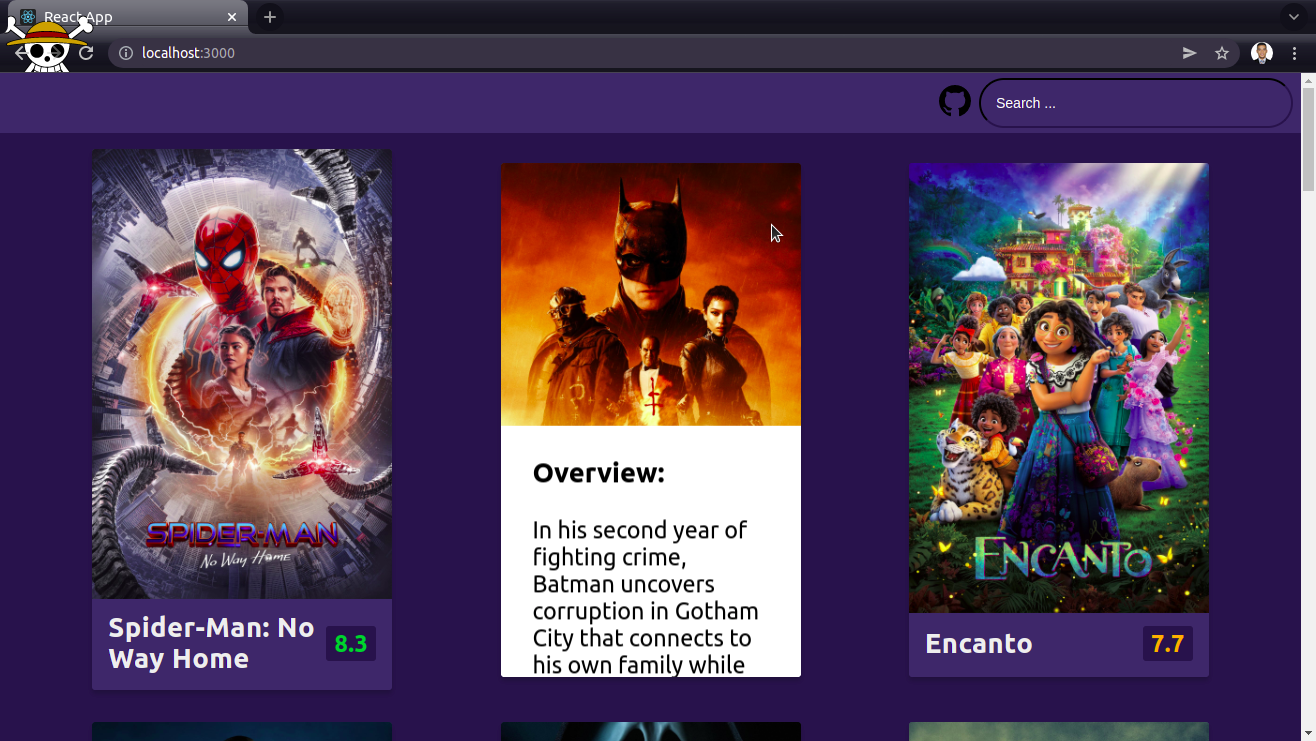 React App
localhost:3000
Search ...
SPIDER-MAN
No Way Home
Spider-Man: No
Way Home
8.3
Overview:
In his second year of
fighting crime,
Batman uncovers
corruption in Gotham
City that connects to
his own family while
ENCANTO
Encanto
7.7